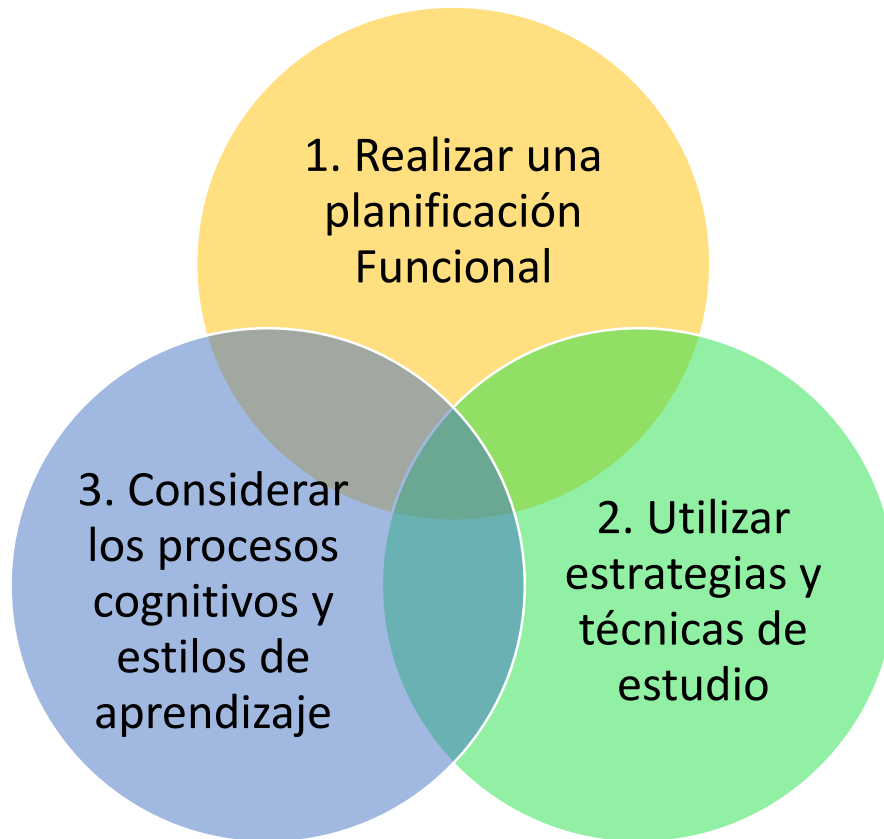 1. Realizar una
planificación
Funcional
2. Utilizar
estrategias y
técnicas de
estudio
3. Considerar
los procesos
cognitivos y
estilos de
aprendizaje